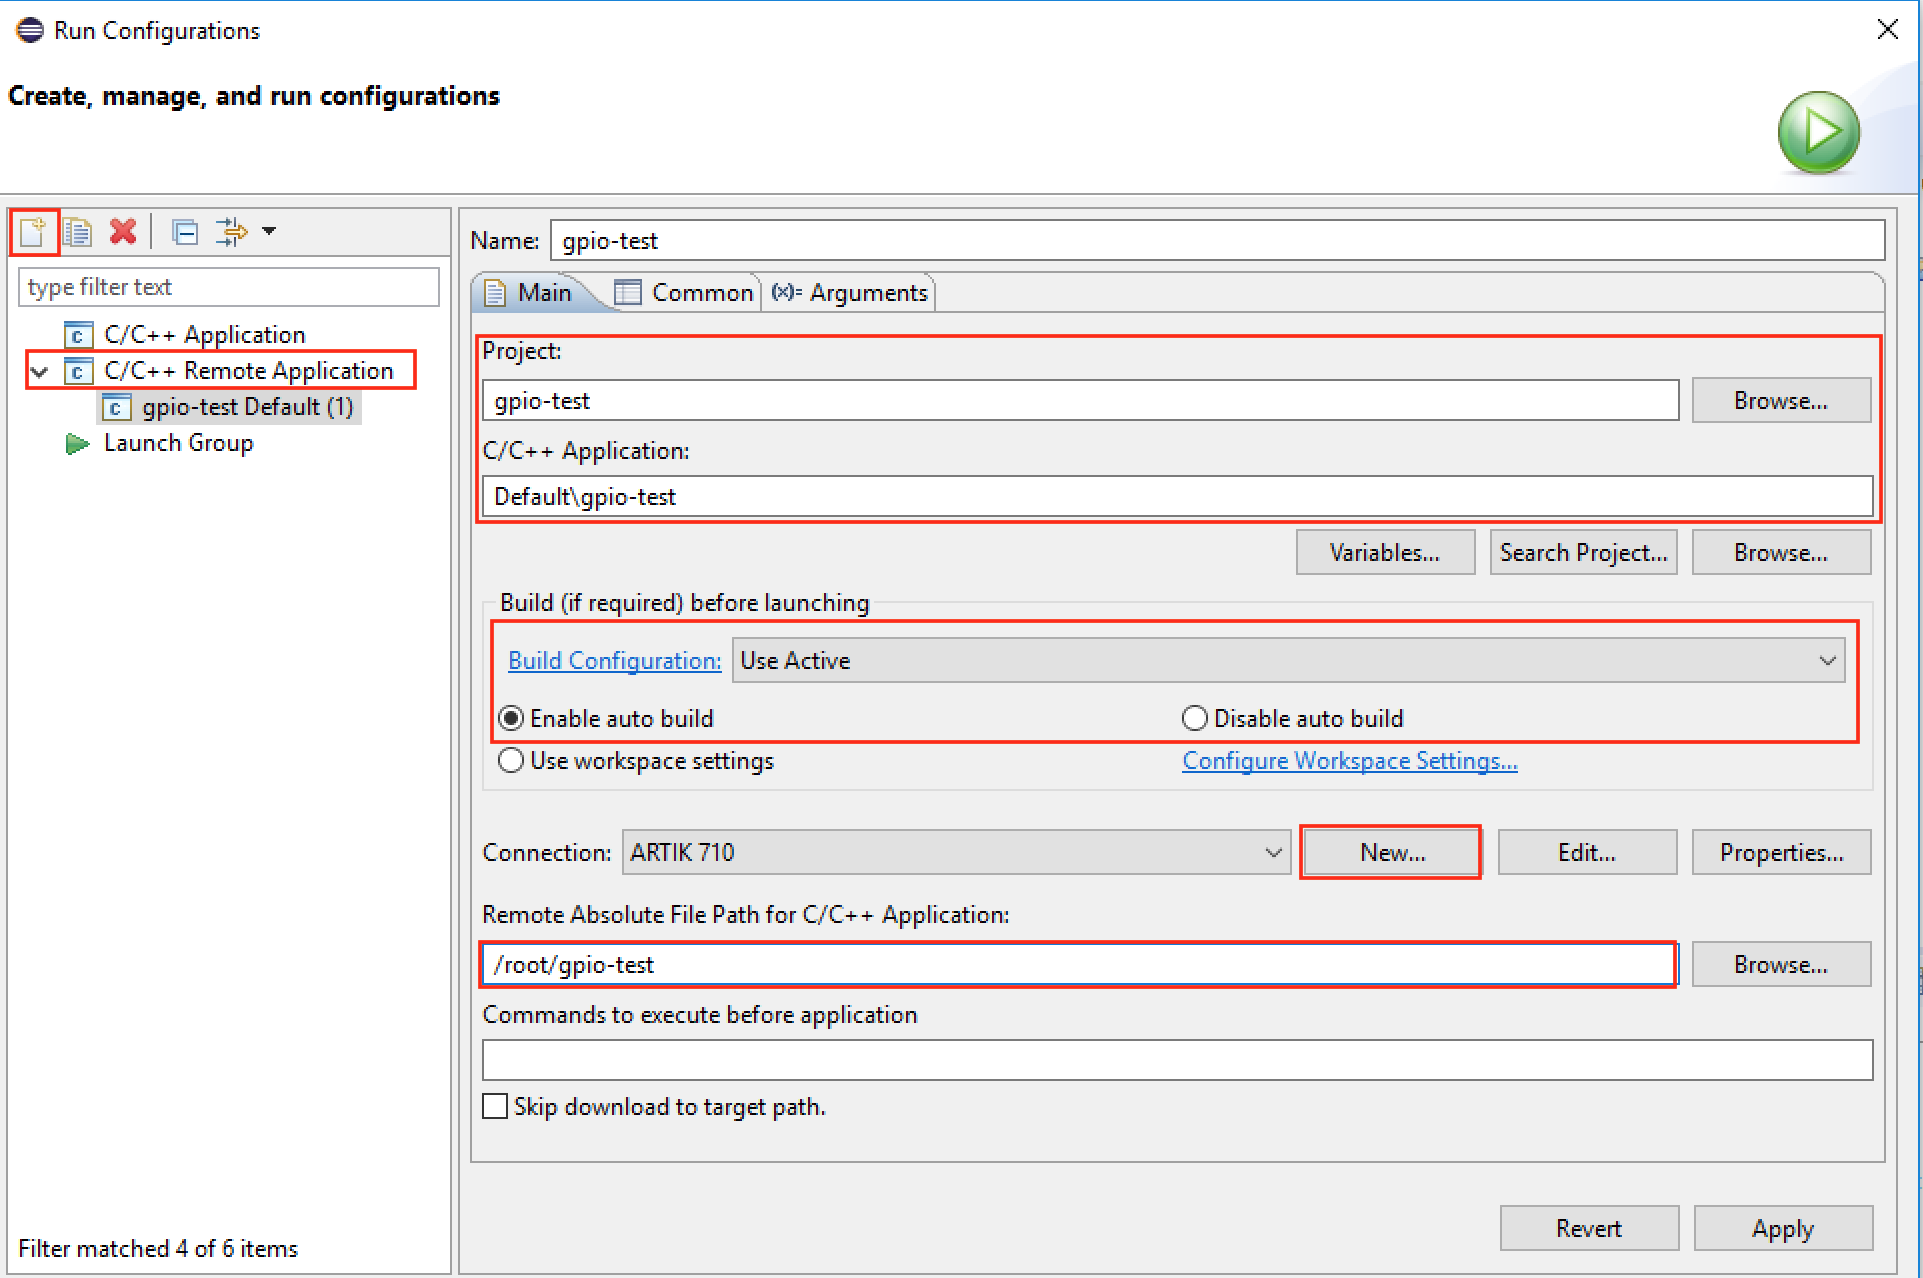 Run Configurations
Create, manage, and run configurations
type filter text
C/C++ Application
C/C++ Remote Application
gpio-test Default (1)
Launch Group
Filter matched 4 of 6 items
Name: gpio-test
Main Common (x)= Arguments
Project:
gpio-test Browse...
C/C++ Application:
Default\gpio-test
Variables... Search Project... Browse...
Build (if required) before launching
Build Configuration: Use Active
Enable auto build Disable auto build
Use workspace settings Configure Workspace Settings...
Connection: ARTIK 710 New... Edit... Properties...
Remote Absolute File Path for C/C++ Application:
/root/gpio-test Browse...
Commands to execute before application
Skip download to target path.
Revert Apply